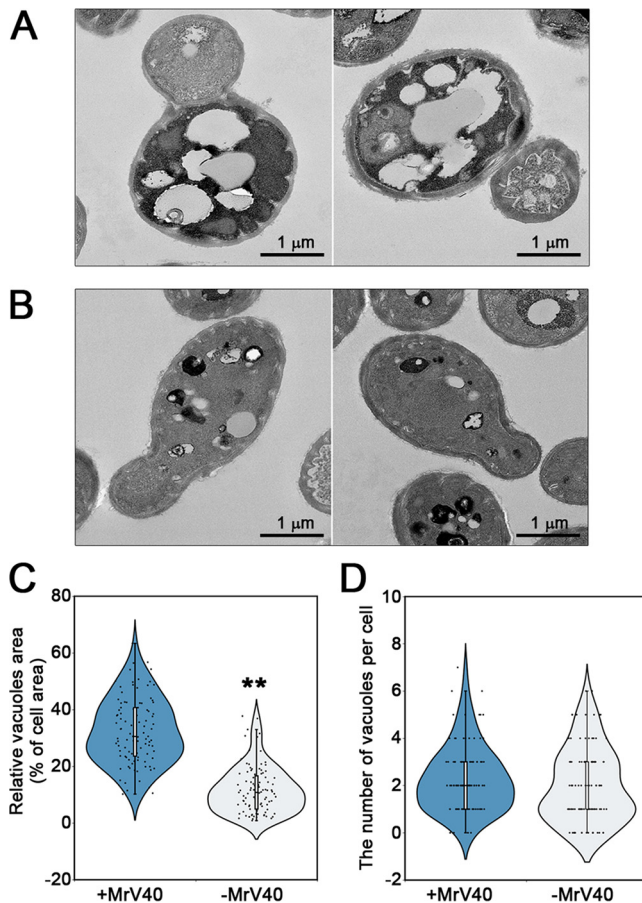 A
1 μm
1 μm
B
1 μm
1 μm
C
Relative vacuoles area
(% of cell area)
80
60
40
20
0
-20
**
+MrV40
-MrV40
D
The number of vacuoles per cell
10
8
6
4
2
0
-2
+MrV40
-MrV40